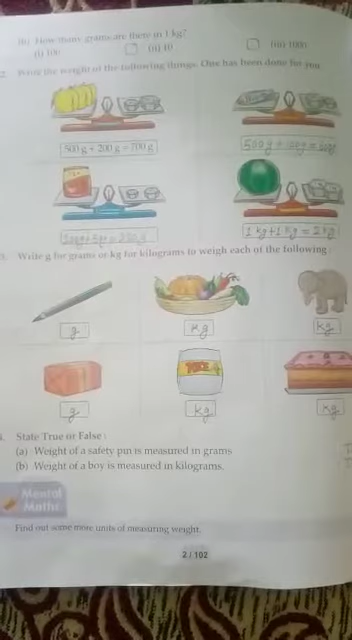 (b) How many grams are there in 1 kg?
(i) 100 (ii) 10 (iii) 1000
2. Write the weight of the following things. One has been done for you
500 g + 200 g = 700 g
500 g +
1 kg + 1 kg = 2 kg
3. Write g for grams or kg for kilograms to weigh each of the following :
g kg kg
RICE
g kg kg
4. State True or False :
(a) Weight of a safety pin is measured in grams
(b) Weight of a boy is measured in kilograms.
Mental
Maths
Find out some more units of measuring weight.
2 / 102